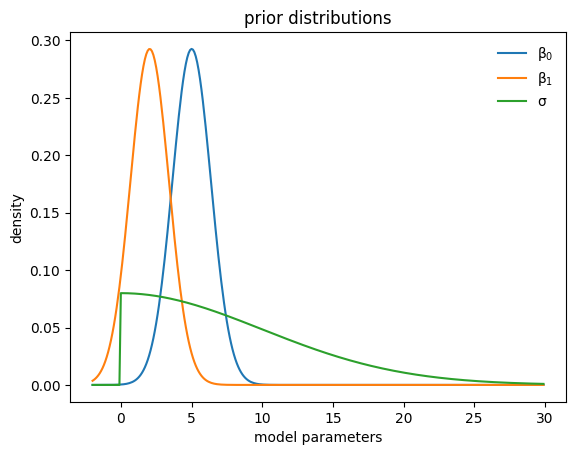 prior distributions
β₀
β₁
σ
density
0.30
0.25
0.20
0.15
0.10
0.05
0.00
0 5 10 15 20 25 30
model parameters